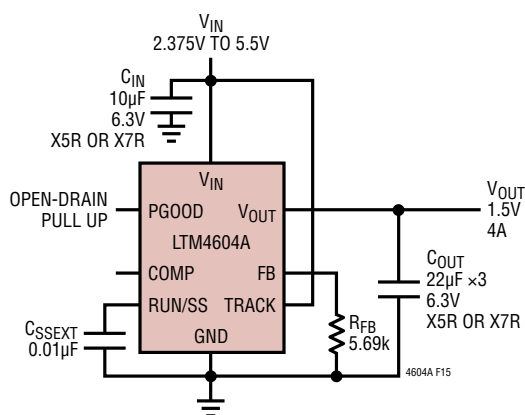 VIN
2.375V TO 5.5V
CIN
10µF
6.3V
X5R OR X7R
VIN
OPEN-DRAIN
PULL UP
PGOOD
VOUT
LTM4604A
VOUT
1.5V
4A
COMP
FB
COUT
22µF ×3
6.3V
X5R OR X7R
RUN/SS
TRACK
CSSEXT
0.01µF
RFB
5.69k
GND
4604A F15